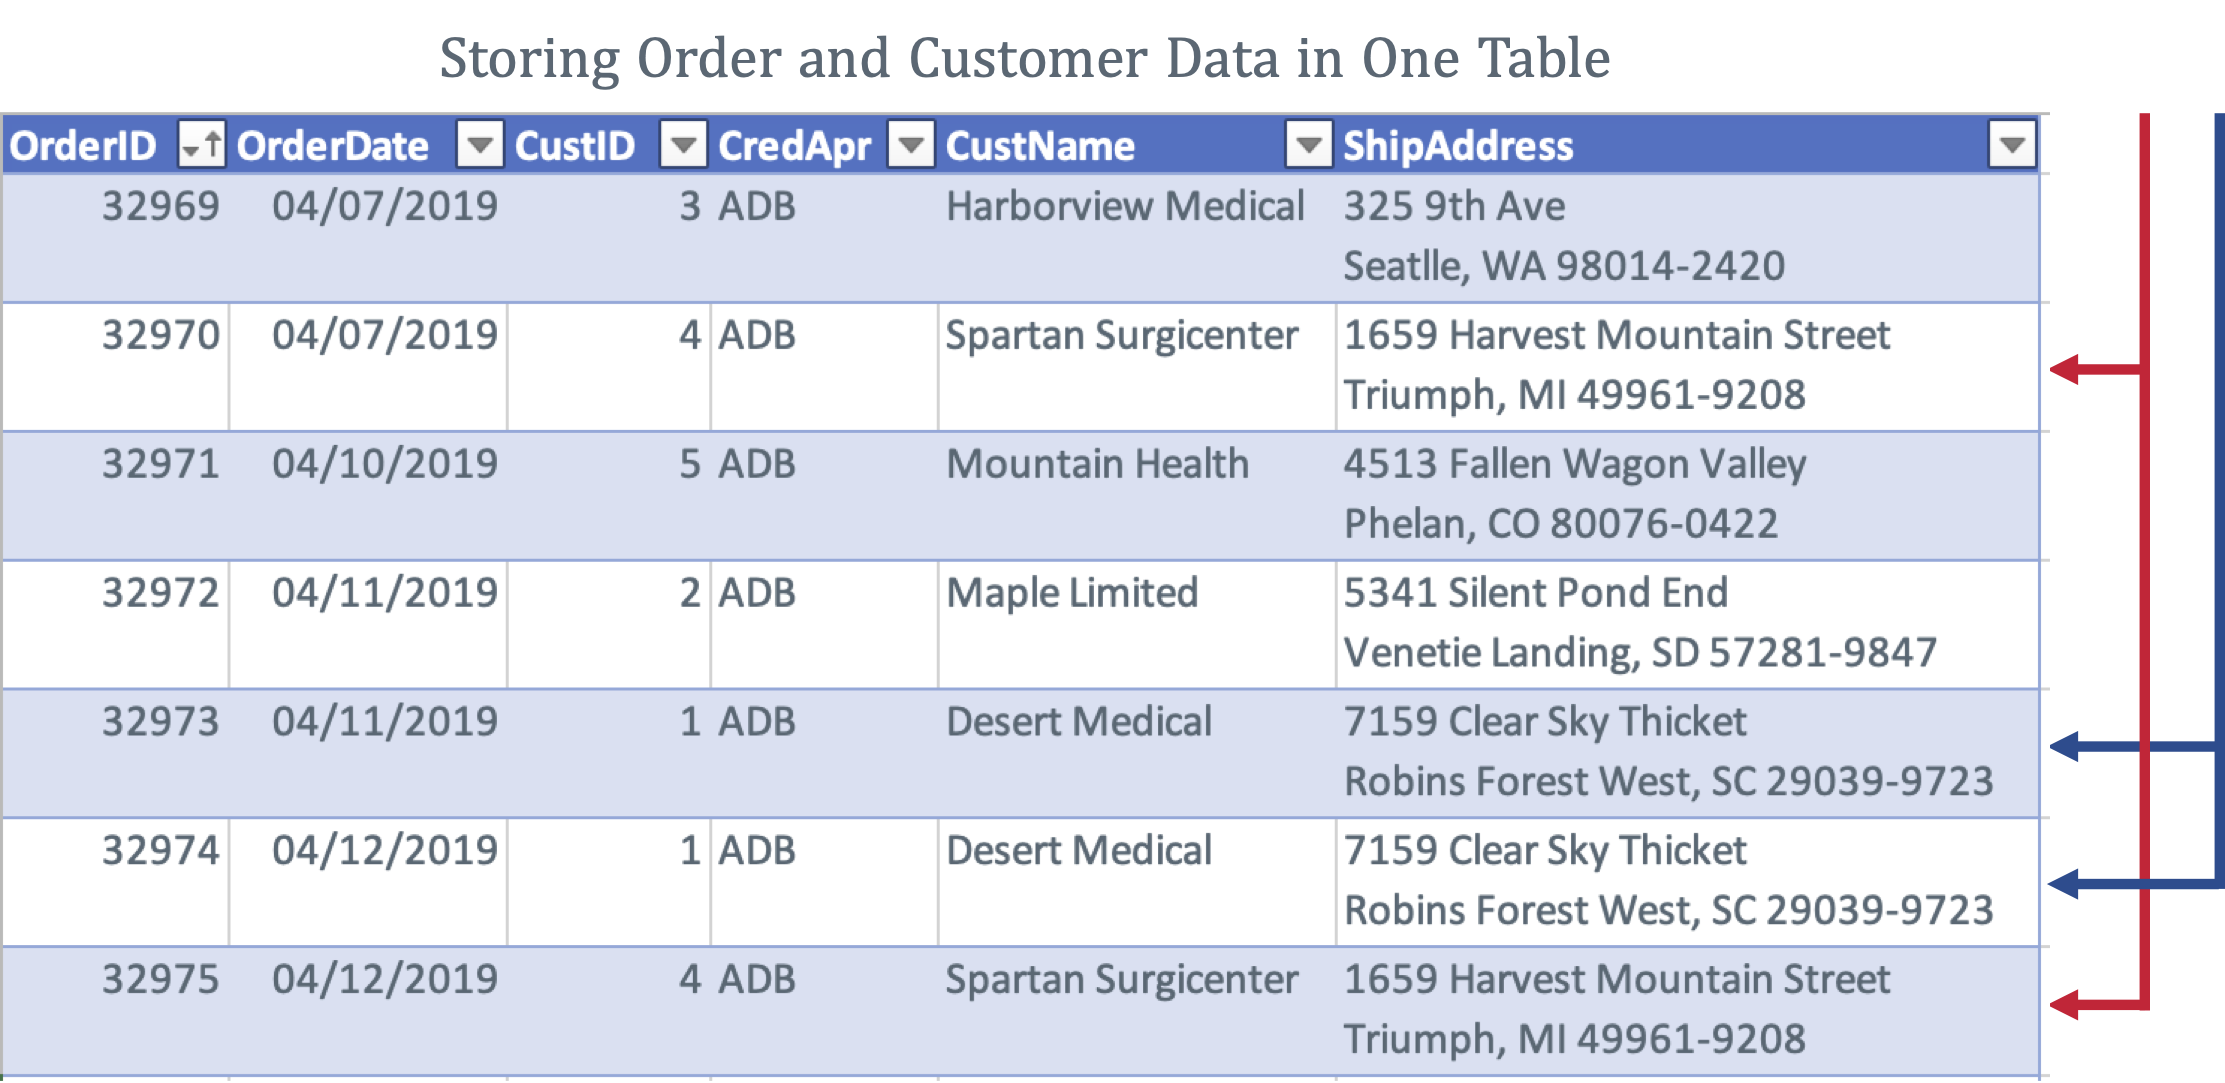 Storing Order and Customer Data in One Table
OrderID OrderDate CustID CredApr CustName ShipAddress
32969 04/07/2019 3 ADB Harborview Medical 325 9th Ave
Seatlle, WA 98014-2420
32970 04/07/2019 4 ADB Spartan Surgicenter 1659 Harvest Mountain Street
Triumph, MI 49961-9208
32971 04/10/2019 5 ADB Mountain Health 4513 Fallen Wagon Valley
Phelan, CO 80076-0422
32972 04/11/2019 2 ADB Maple Limited 5341 Silent Pond End
Venetie Landing, SD 57281-9847
32973 04/11/2019 1 ADB Desert Medical 7159 Clear Sky Thicket
Robins Forest West, SC 29039-9723
32974 04/12/2019 1 ADB Desert Medical 7159 Clear Sky Thicket
Robins Forest West, SC 29039-9723
32975 04/12/2019 4 ADB Spartan Surgicenter 1659 Harvest Mountain Street
Triumph, MI 49961-9208